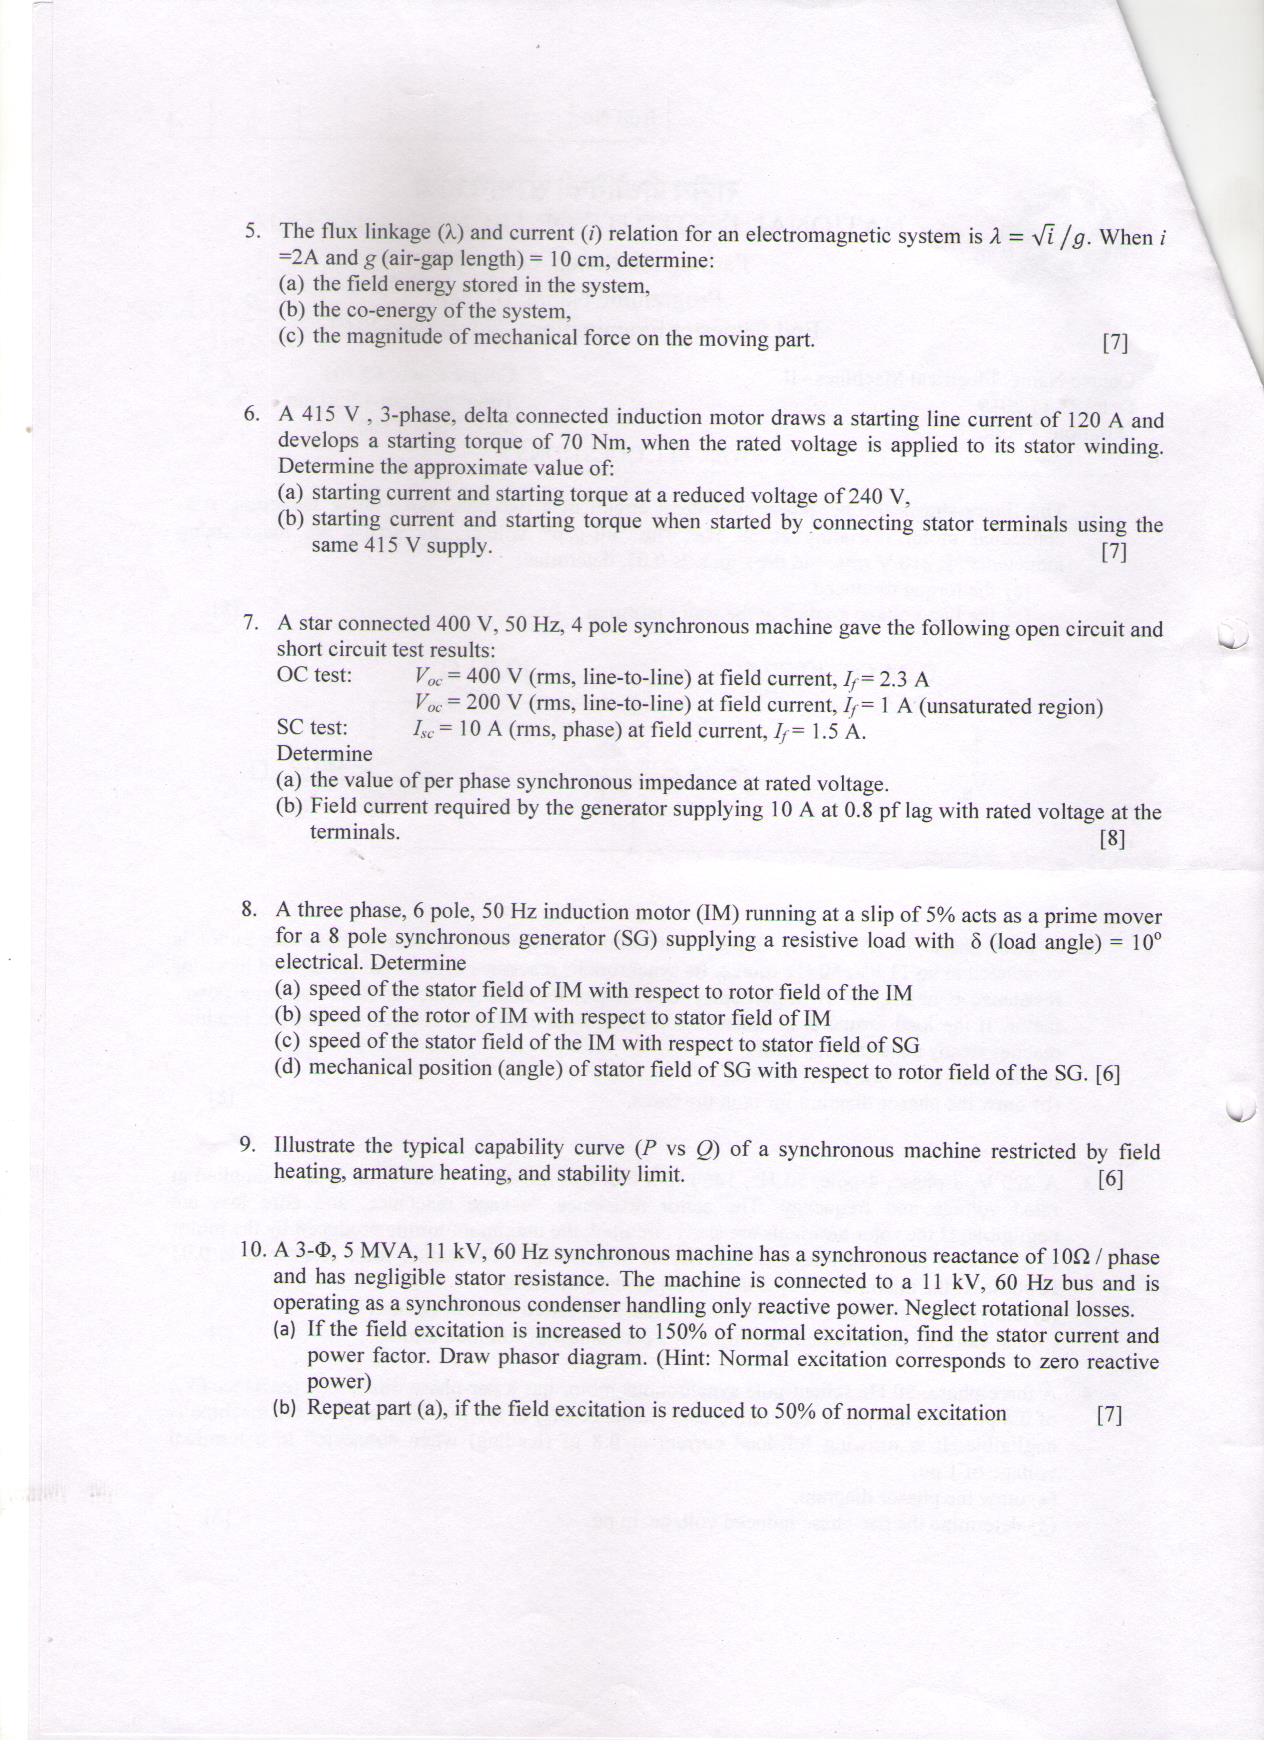 5. The flux linkage (λ) and current (i) relation for an electromagnetic system is λ = √i /g. When i
=2A and g (air-gap length) = 10 cm, determine:
(a) the field energy stored in the system,
(b) the co-energy of the system,
(c) the magnitude of mechanical force on the moving part. [7]
6. A 415 V , 3-phase, delta connected induction motor draws a starting line current of 120 A and
develops a starting torque of 70 Nm, when the rated voltage is applied to its stator winding.
Determine the approximate value of:
(a) starting current and starting torque at a reduced voltage of 240 V,
(b) starting current and starting torque when started by connecting stator terminals using the
same 415 V supply. [7]
7. A star connected 400 V, 50 Hz, 4 pole synchronous machine gave the following open circuit and
short circuit test results:
OC test: Voc = 400 V (rms, line-to-line) at field current, If = 2.3 A
Voc = 200 V (rms, line-to-line) at field current, If = 1 A (unsaturated region)
SC test: Isc = 10 A (rms, phase) at field current, If = 1.5 A.
Determine
(a) the value of per phase synchronous impedance at rated voltage.
(b) Field current required by the generator supplying 10 A at 0.8 pf lag with rated voltage at the
terminals. [8]
8. A three phase, 6 pole, 50 Hz induction motor (IM) running at a slip of 5% acts as a prime mover
for a 8 pole synchronous generator (SG) supplying a resistive load with δ (load angle) = 10°
electrical. Determine
(a) speed of the stator field of IM with respect to rotor field of the IM
(b) speed of the rotor of IM with respect to stator field of IM
(c) speed of the stator field of the IM with respect to stator field of SG
(d) mechanical position (angle) of stator field of SG with respect to rotor field of the SG. [6]
9. Illustrate the typical capability curve (P vs Q) of a synchronous machine restricted by field
heating, armature heating, and stability limit. [6]
10. A 3-Φ, 5 MVA, 11 kV, 60 Hz synchronous machine has a synchronous reactance of 10Ω / phase
and has negligible stator resistance. The machine is connected to a 11 kV, 60 Hz bus and is
operating as a synchronous condenser handling only reactive power. Neglect rotational losses.
(a) If the field excitation is increased to 150% of normal excitation, find the stator current and
power factor. Draw phasor diagram. (Hint: Normal excitation corresponds to zero reactive
power)
(b) Repeat part (a), if the field excitation is reduced to 50% of normal excitation [7]